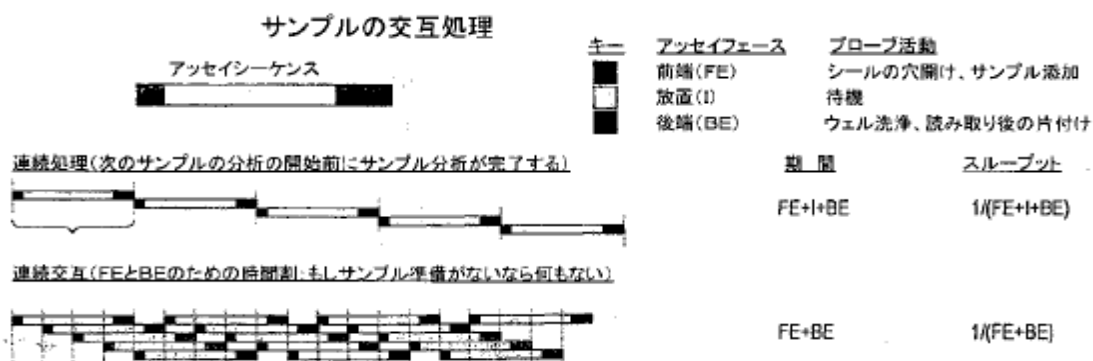 サンプルの交互処理
アッセイシーケンス
キー アッセイフェース プローブ活動
前端(FE) シールの穴開け、サンプル添加
放置(I) 待機
後端(BE) ウェル洗浄、読み取り後の片付け
連続処理(次のサンプルの分析の開始前にサンプル分析が完了する) 期 間 スループット
FE+I+BE 1/(FE+I+BE)
連続交互(FEとBEのための時間割:もしサンプル準備がないなら何もない)
FE+BE 1/(FE+BE)